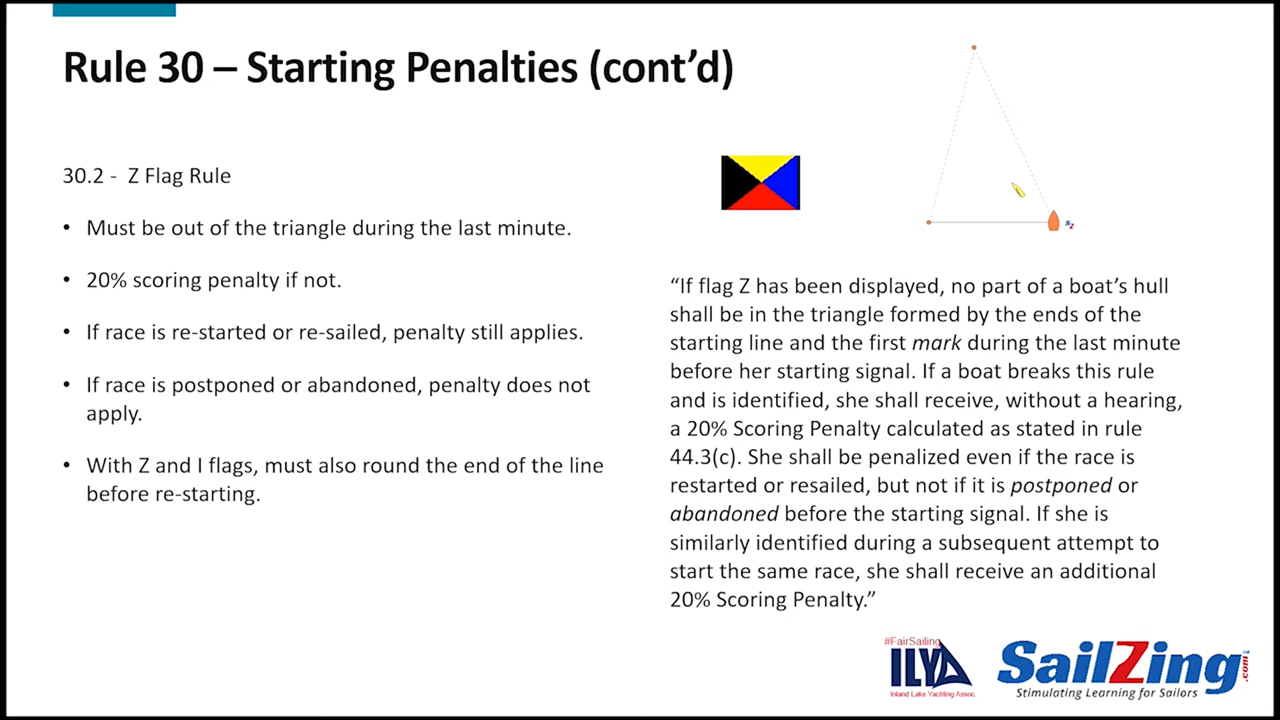 Rule 30 – Starting Penalties (cont’d)
30.2 - Z Flag Rule
• Must be out of the triangle during the last minute.
• 20% scoring penalty if not.
• If race is re-started or re-sailed, penalty still applies.
• If race is postponed or abandoned, penalty does not
apply.
• With Z and I flags, must also round the end of the line
before re-starting.
“If flag Z has been displayed, no part of a boat’s hull
shall be in the triangle formed by the ends of the
starting line and the first mark during the last minute
before her starting signal. If a boat breaks this rule
and is identified, she shall receive, without a hearing,
a 20% Scoring Penalty calculated as stated in rule
44.3(c). She shall be penalized even if the race is
restarted or resailed, but not if it is postponed or
abandoned before the starting signal. If she is
similarly identified during a subsequent attempt to
start the same race, she shall receive an additional
20% Scoring Penalty.”
#FairSailing
ILYA
Inland Lake Yachting Assoc.
SailZing.com
Stimulating Learning for Sailors